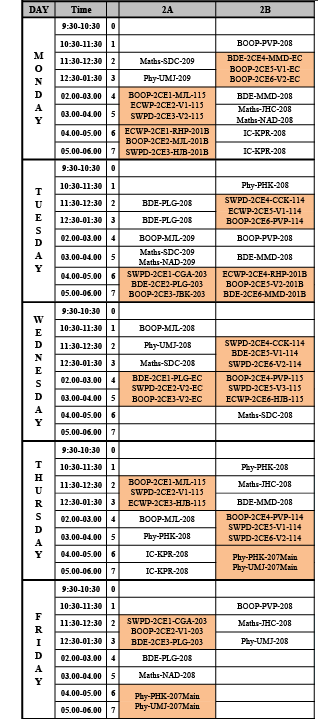 DAY Time 2A 2B
MONDAY
9:30-10:30 0
10:30-11:30 1 BOOP-PVP-208
11:30-12:30 2 Maths-SDC-209 BDE-2CE4-MMD-EC
BOOP-2CE5-V1-EC
12:30-01:30 3 Phy-UMJ-209 BOOP-2CE6-V2-EC
02.00-03.00 4 BOOP-2CE1-MJL-115 BDE-MMD-208
ECWP-2CE2-V1-115
03.00-04.00 5 SWPD-2CE3-V2-115 Maths-JHC-208
Maths-NAD-208
04.00-05.00 6 ECWP-2CE1-RHP-201B IC-KPR-208
BOOP-2CE2-MJL-201B
05.00-06.00 7 SWPD-2CE3-HJB-201B IC-KPR-208
TUESDAY
9:30-10:30 0
10:30-11:30 1 Phy-PHK-208
11:30-12:30 2 BDE-PLG-208 SWPD-2CE4-CCK-114
ECWP-2CE5-V1-114
12:30-01:30 3 BDE-PLG-208 BOOP-2CE6-PVP-114
02.00-03.00 4 BOOP-MJL-209 BOOP-PVP-208
03.00-04.00 5 Maths-SDC-209 BDE-MMD-208
Maths-NAD-209
04.00-05.00 6 SWPD-2CE1-CGA-203 ECWP-2CE4-RHP-201B
BDE-2CE2-PLG-203 BOOP-2CE5-V2-201B
05.00-06.00 7 BOOP-2CE3-JBK-203 BDE-2CE6-MMD-201B
WEDNESDAY
9:30-10:30 0
10:30-11:30 1 BOOP-MJL-208
11:30-12:30 2 Phy-UMJ-208 SWPD-2CE4-CCK-114
BDE-2CE5-V1-114
12:30-01:30 3 Maths-SDC-208 SWPD-2CE6-V2-114
02.00-03.00 4 BDE-2CE1-PLG-EC BOOP-2CE4-PVP-115
SWPD-2CE2-V2-EC SWPD-2CE5-V3-115
03.00-04.00 5 BOOP-2CE3-V2-EC ECWP-2CE6-HJB-115
04.00-05.00 6 Maths-SDC-208
05.00-06.00 7
THURSDAY
9:30-10:30 0
10:30-11:30 1 Phy-PHK-208
11:30-12:30 2 BOOP-2CE1-MJL-115 Maths-JHC-208
SWPD-2CE2-V1-115
12:30-01:30 3 ECWP-2CE3-HJB-115 BDE-MMD-208
02.00-03.00 4 BOOP-MJL-208 BOOP-2CE4-PVP-114
SWPD-2CE5-V1-114
03.00-04.00 5 Phy-PHK-208 SWPD-2CE6-V2-114
04.00-05.00 6 IC-KPR-208 Phy-PHK-207Main
05.00-06.00 7 IC-KPR-208 Phy-UMJ-207Main
FRIDAY
9:30-10:30 0
10:30-11:30 1 BOOP-PVP-208
11:30-12:30 2 SWPD-2CE1-CGA-203 Maths-JHC-208
BOOP-2CE2-V1-203
12:30-01:30 3 BDE-2CE3-PLG-203 Phy-UMJ-208
02.00-03.00 4 BDE-PLG-208
03.00-04.00 5 Maths-NAD-208
04.00-05.00 6 Phy-PHK-207Main
05.00-06.00 7 Phy-UMJ-207Main